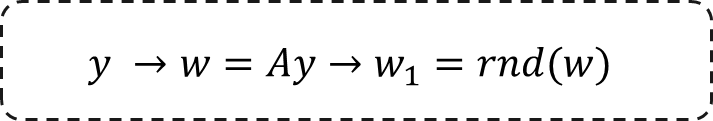 y → w = Ay → w₁ = rnd(w)